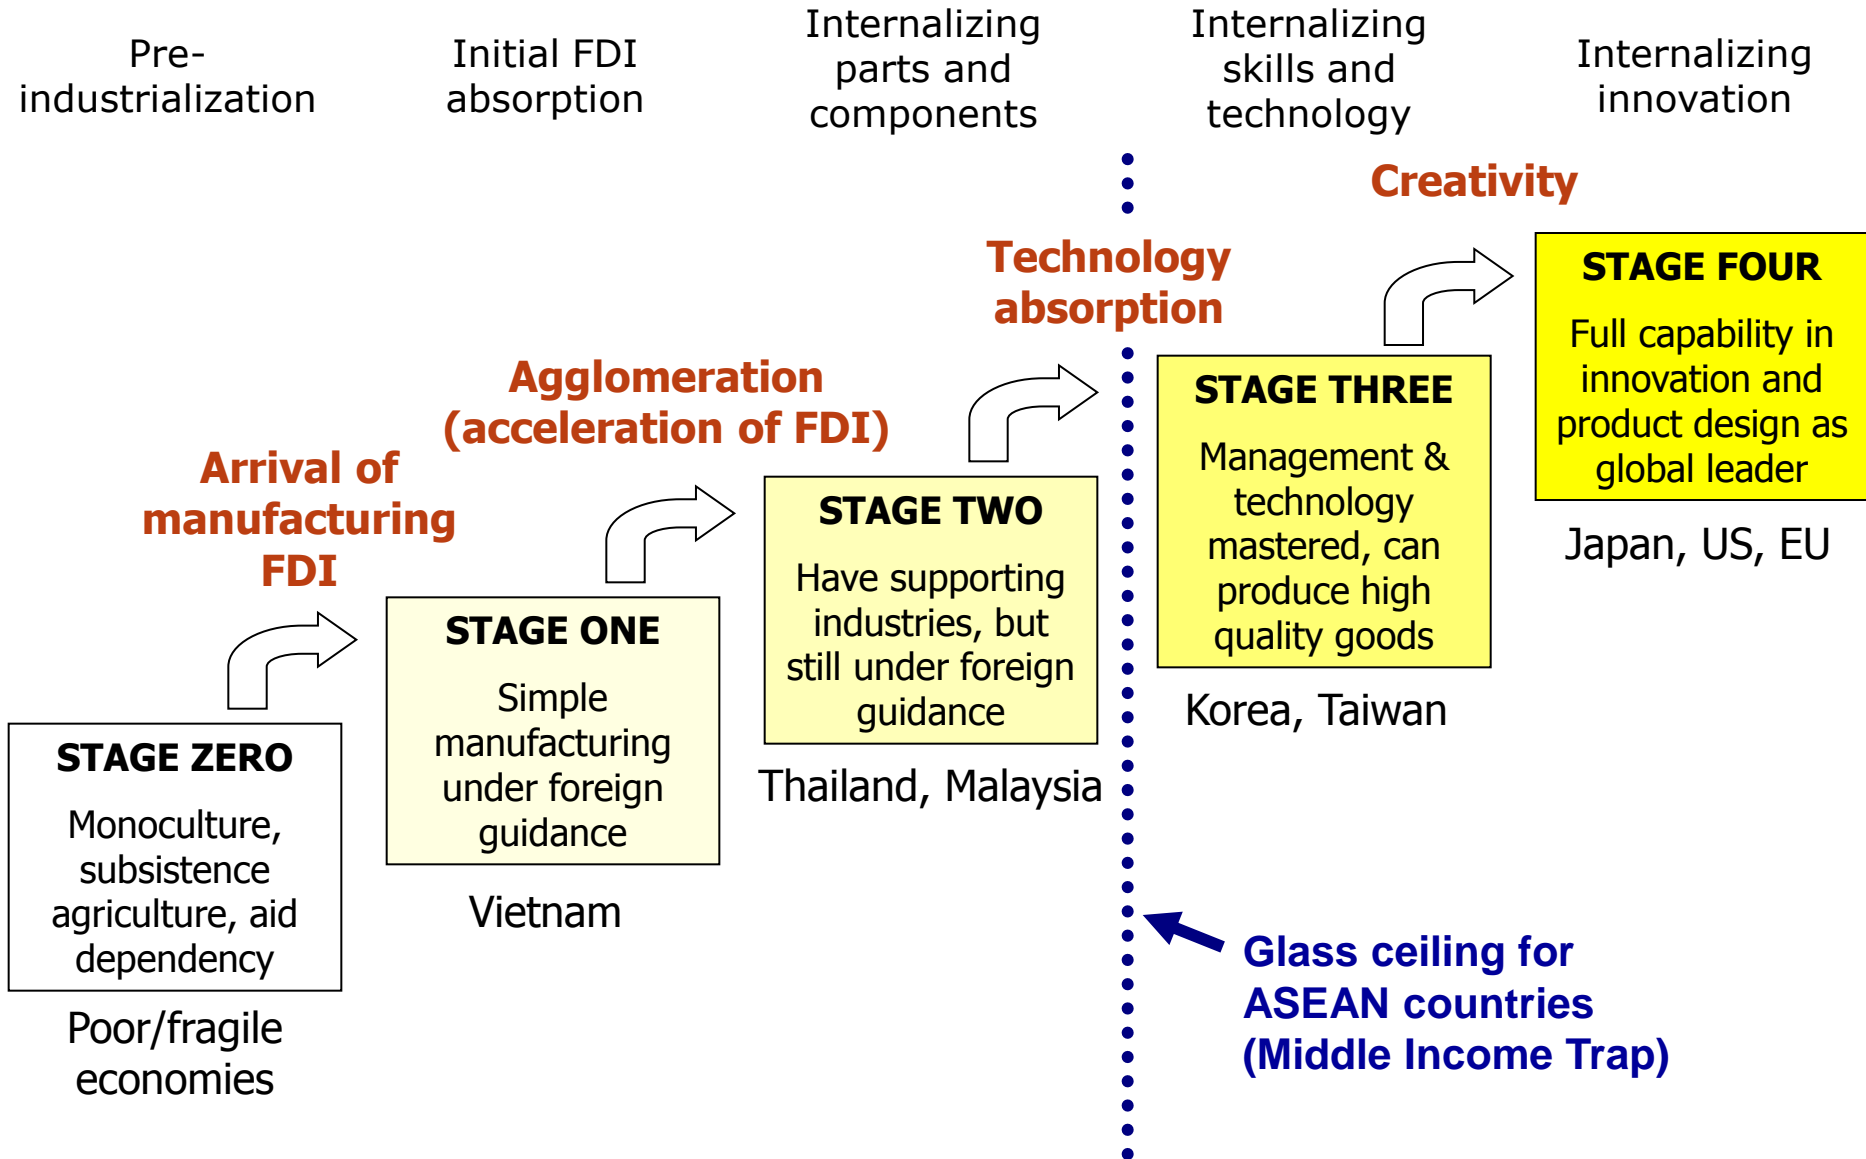 Pre-
industrialization
Initial FDI
absorption
Internalizing
parts and
components
Internalizing
skills and
technology
Internalizing
innovation
Creativity
Technology
absorption
Agglomeration
(acceleration of FDI)
Arrival of
manufacturing
FDI
STAGE ZERO
Monoculture,
subsistence
agriculture, aid
dependency
Poor/fragile
economies
STAGE ONE
Simple
manufacturing
under foreign
guidance
Vietnam
STAGE TWO
Have supporting
industries, but
still under foreign
guidance
Thailand, Malaysia
STAGE THREE
Management &
technology
mastered, can
produce high
quality goods
Korea, Taiwan
STAGE FOUR
Full capability in
innovation and
product design as
global leader
Japan, US, EU
Glass ceiling for
ASEAN countries
(Middle Income Trap)